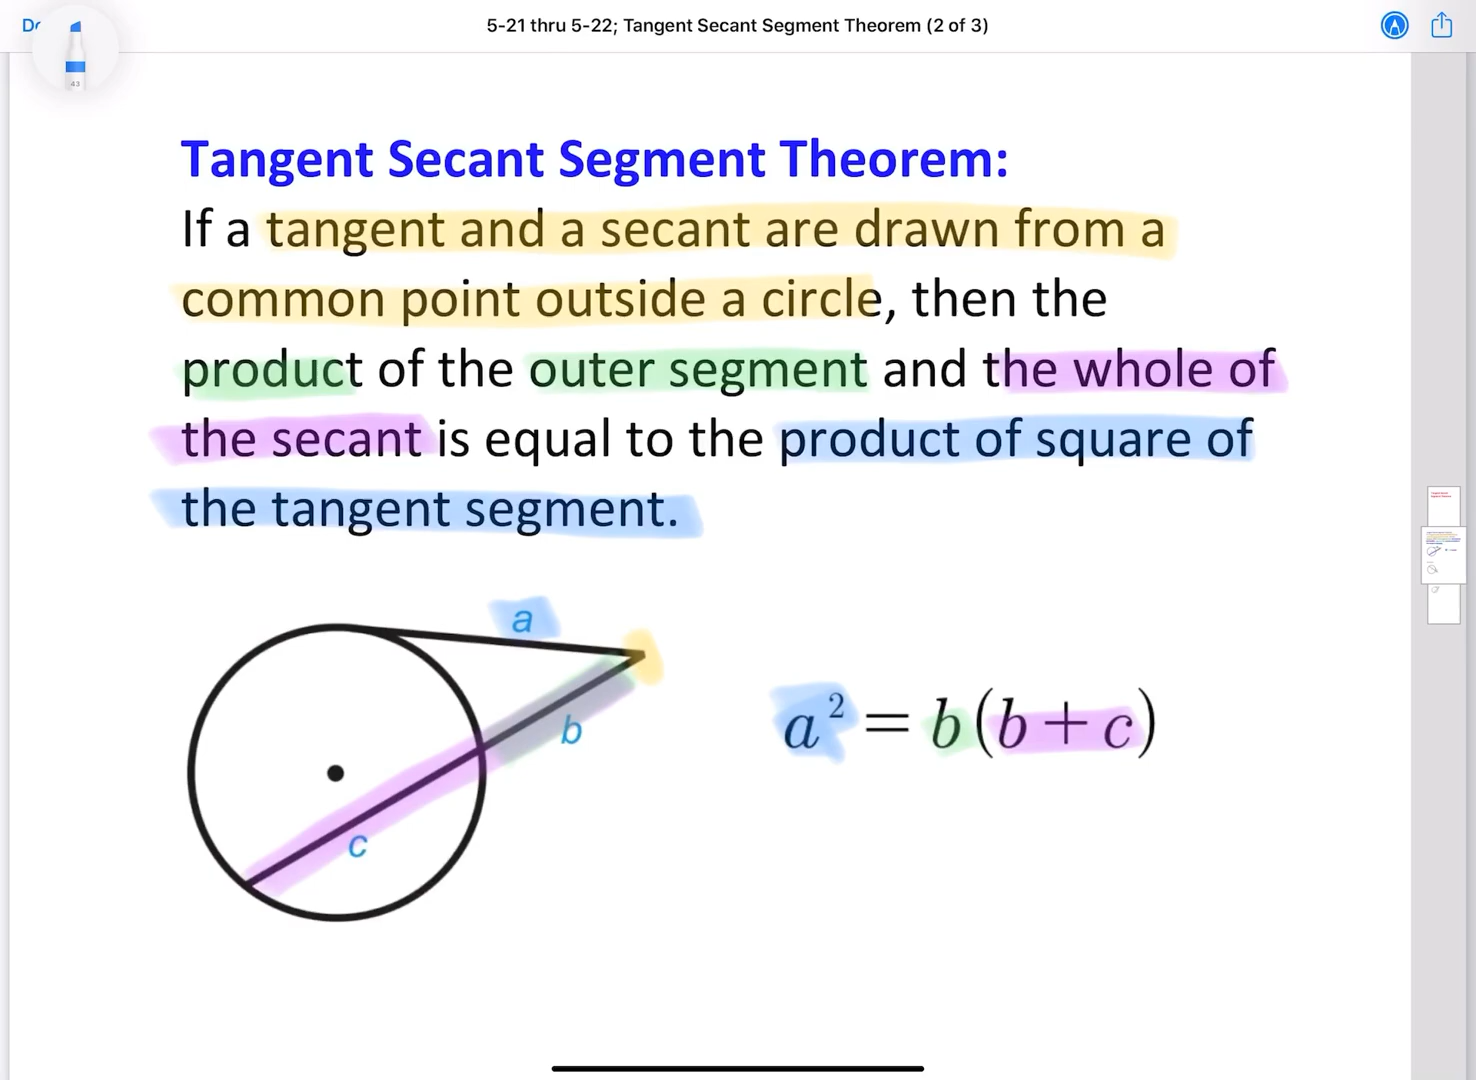 Do
5-21 thru 5-22; Tangent Secant Segment Theorem (2 of 3)
43
Tangent Secant Segment Theorem:
If a tangent and a secant are drawn from a
common point outside a circle, then the
product of the outer segment and the whole of
the secant is equal to the product of square of
the tangent segment.
a
b
c
a² = b(b + c)